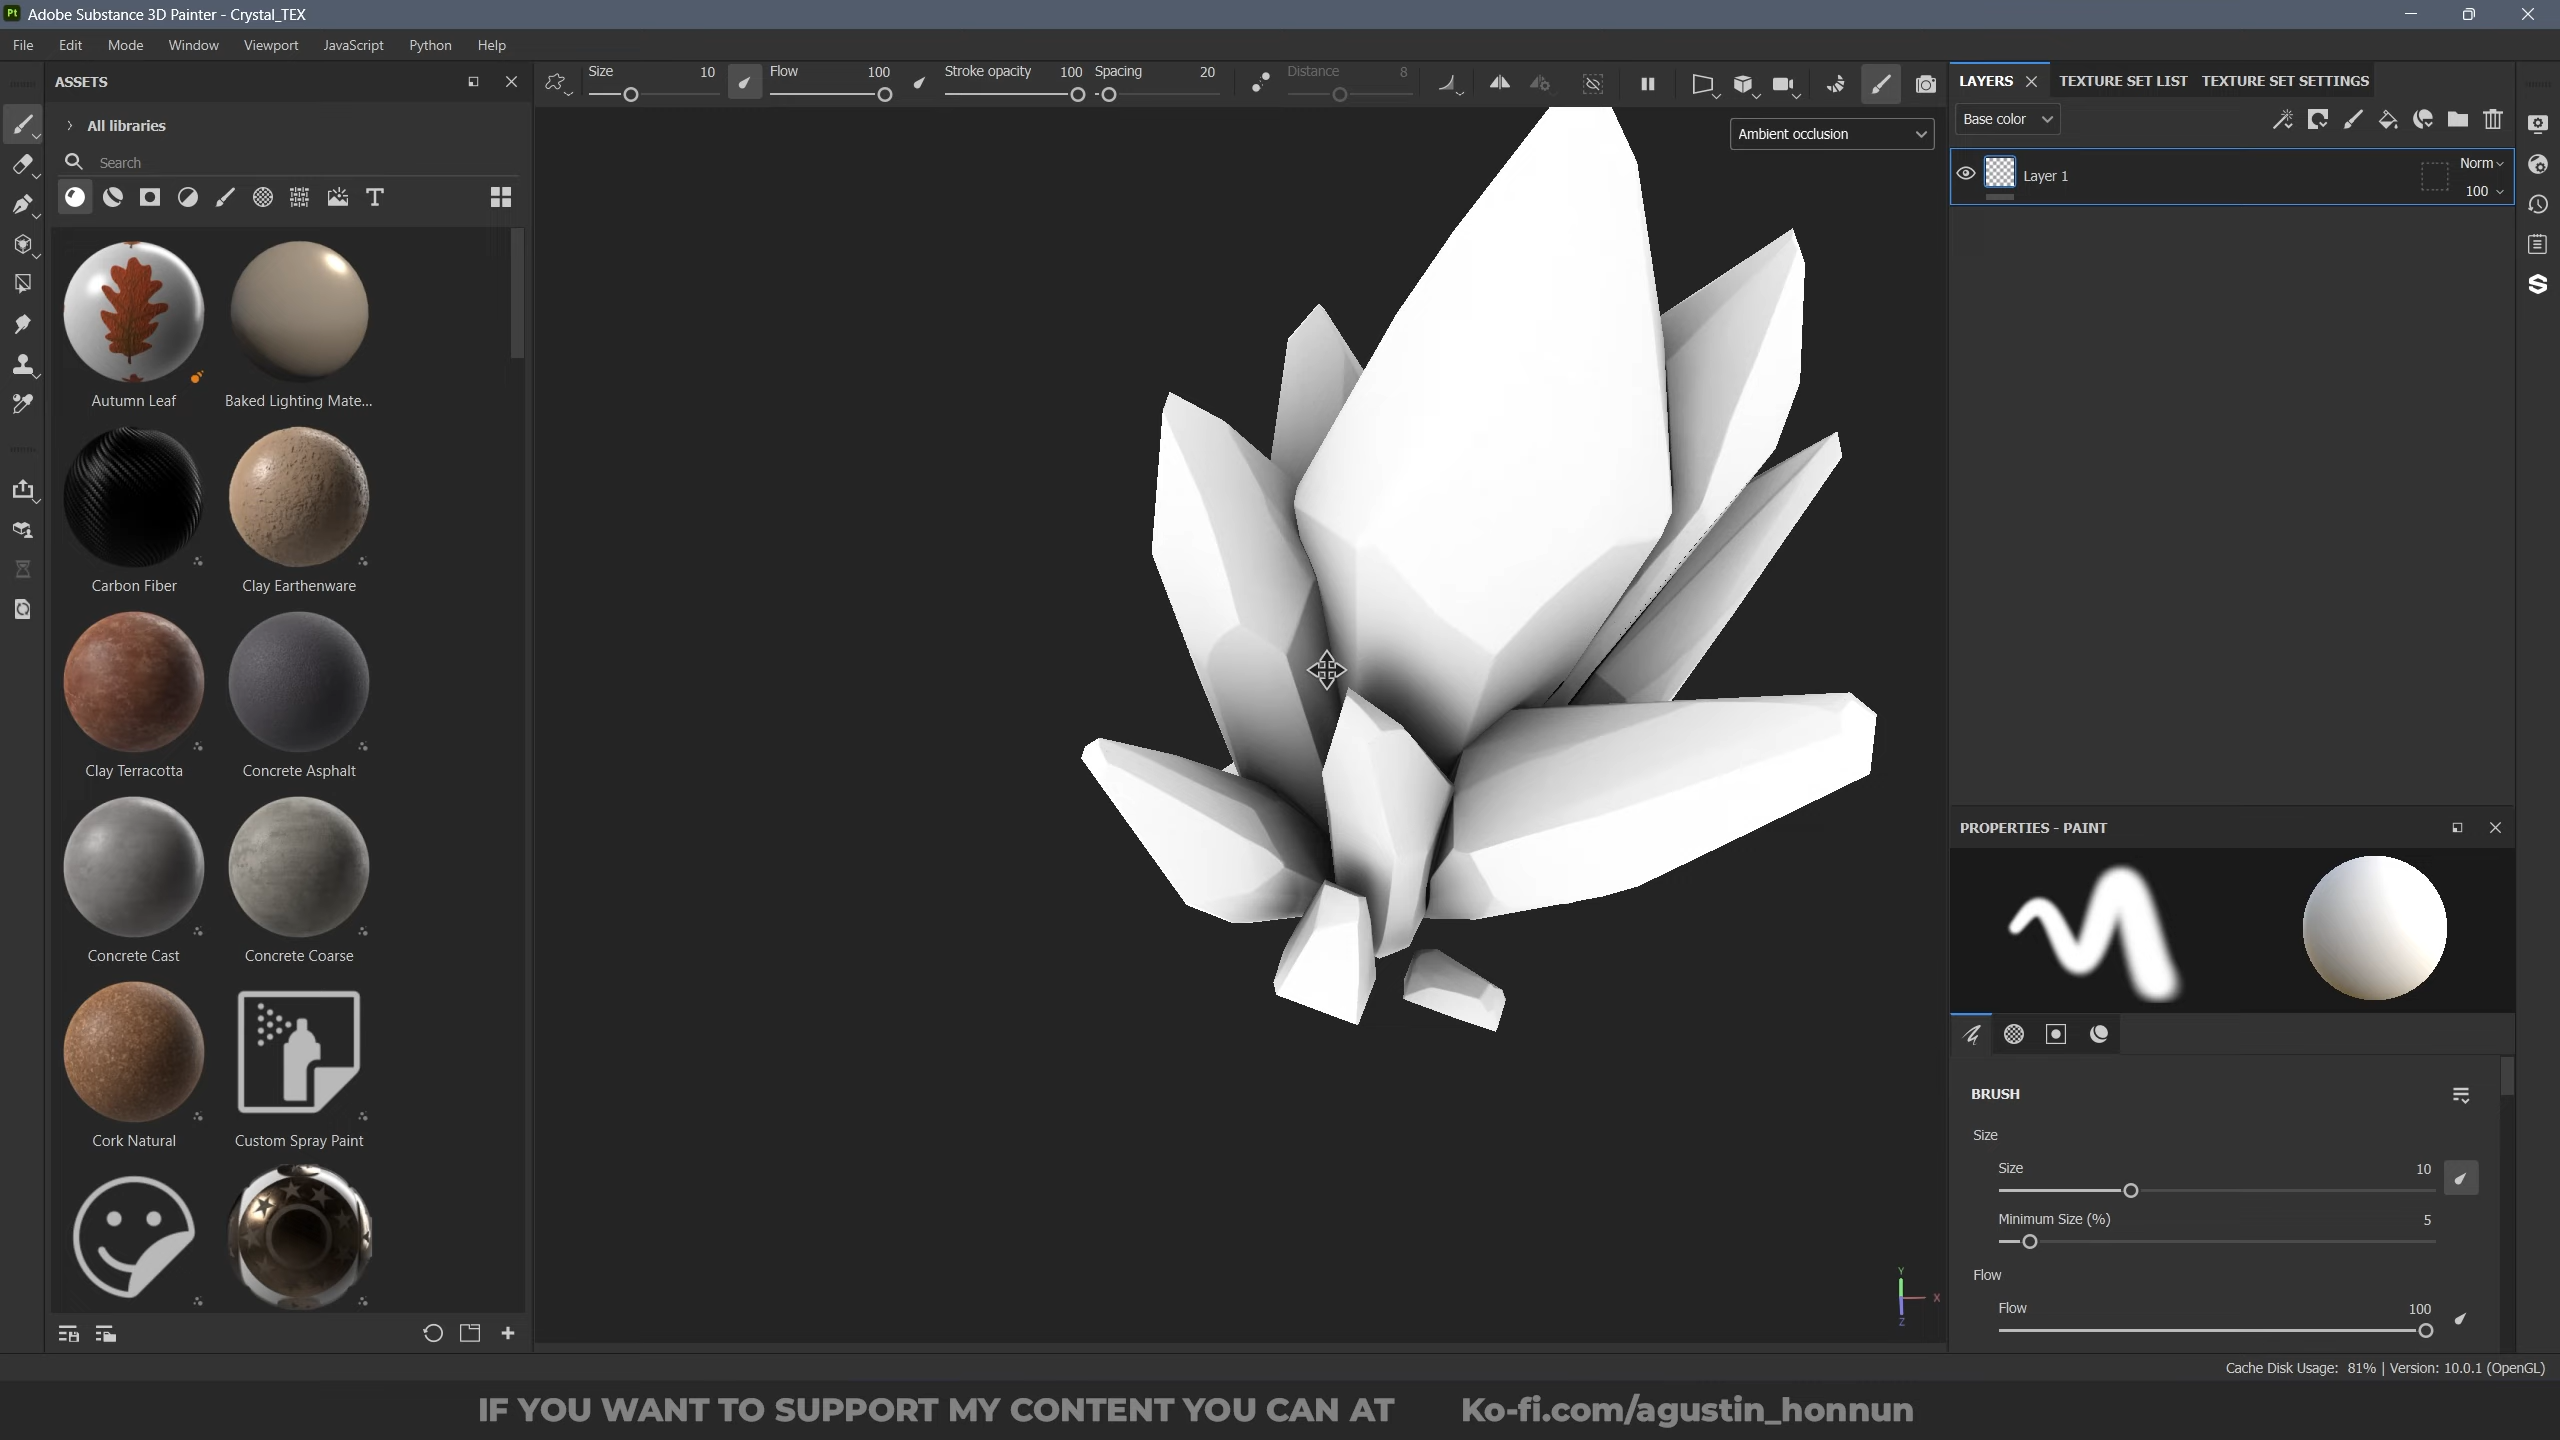 Pt Adobe Substance 3D Painter - Crystal_TEX
File Edit Mode Window Viewport JavaScript Python Help
ASSETS
Size 10 Flow 100 Stroke opacity 100 Spacing 20 Distance 8
LAYERS TEXTURE SET LIST TEXTURE SET SETTINGS
All libraries
Search
Ambient occlusion
Base color
Layer 1
Norm
100
Autumn Leaf
Baked Lighting Mate...
Carbon Fiber
Clay Earthenware
Clay Terracotta
Concrete Asphalt
Concrete Cast
Concrete Coarse
Cork Natural
Custom Spray Paint
PROPERTIES - PAINT
BRUSH
Size
Size 10
Minimum Size (%) 5
Flow
Flow 100
Y
X
Z
Cache Disk Usage: 81% | Version: 10.0.1 (OpenGL)
IF YOU WANT TO SUPPORT MY CONTENT YOU CAN AT Ko-fi.com/agustin_honnun